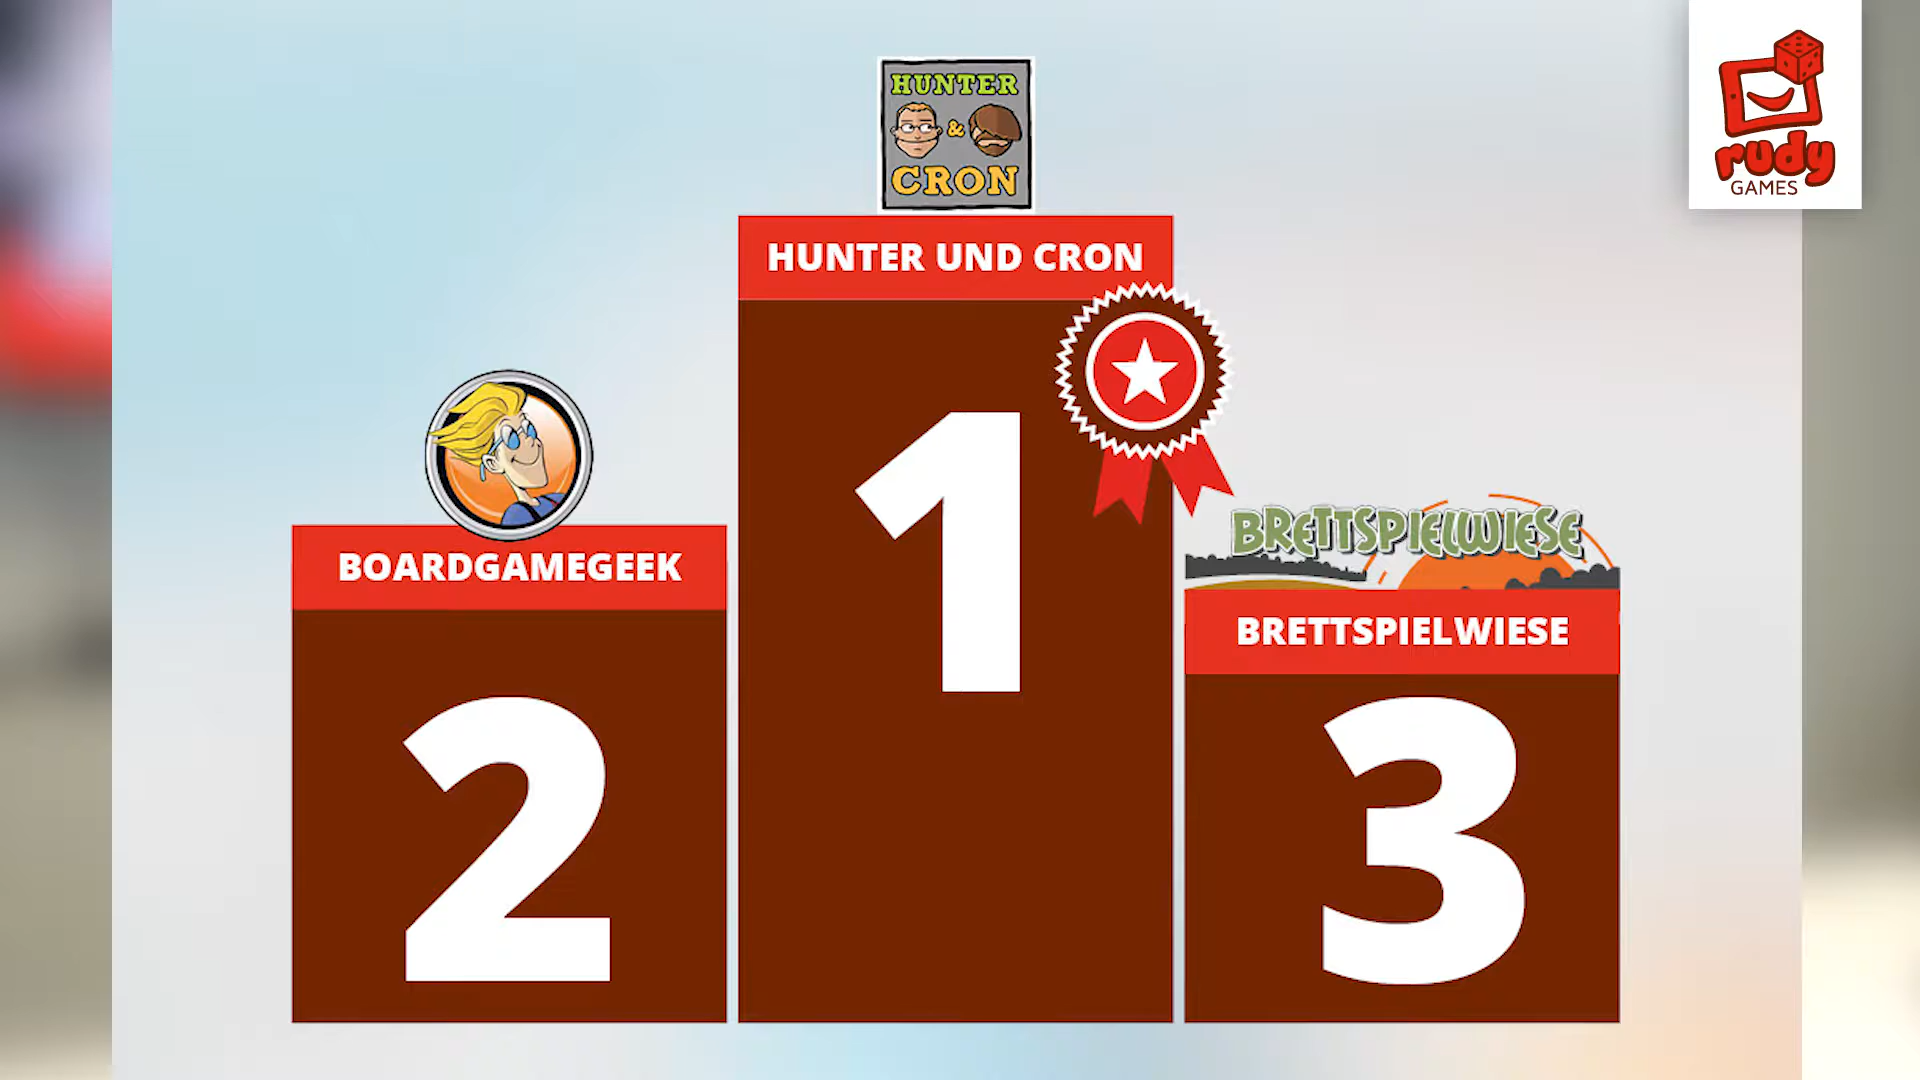 HUNTER
&
CRON
rudy
GAMES
HUNTER UND CRON
1
BOARDGAMEGEEK
2
BRETTSPIELWIESE
BRETTSPIELWIESE
3